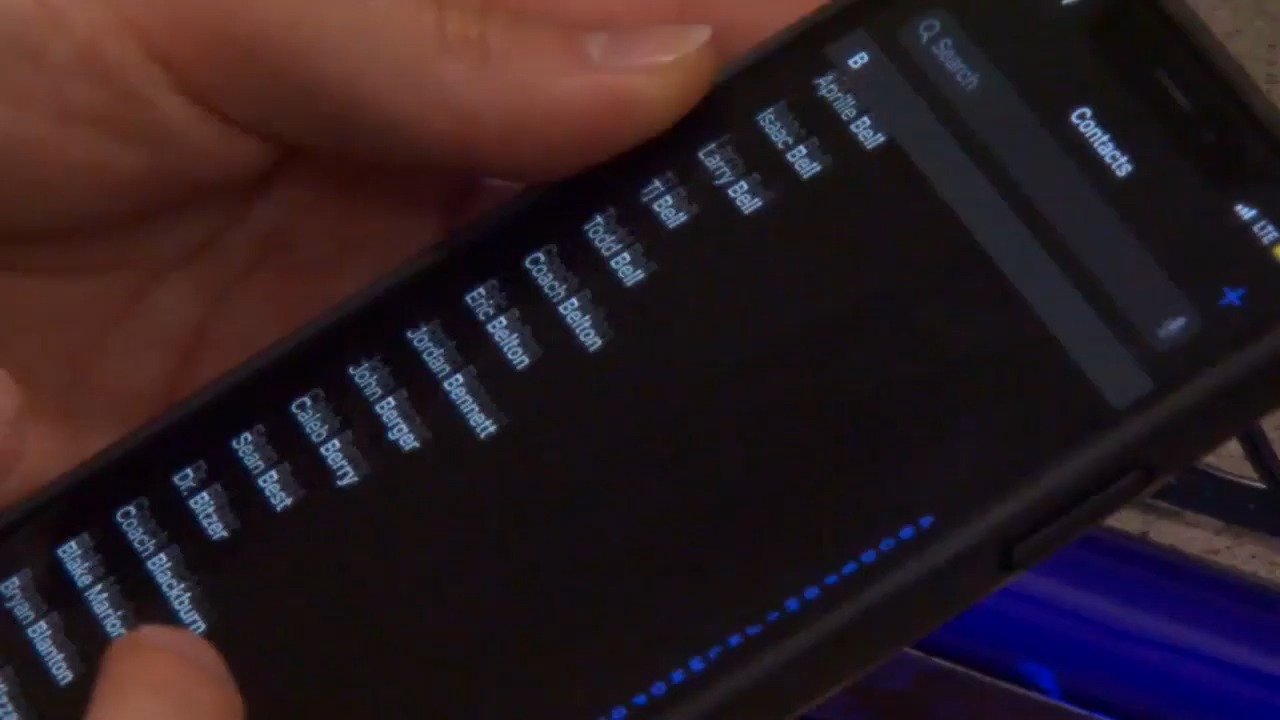 LTE
Contacts
+
Search
B
Aprille Bell
Isaac Bell
Larry Bell
TJ Bell
Todd Bell
Coach Belton
Eric Belton
Jordan Bennett
John Berger
Caleb Berry
Sean Best
Dr. Bitzer
Coach Blackburn
Blake Marion
Bryan Blanton